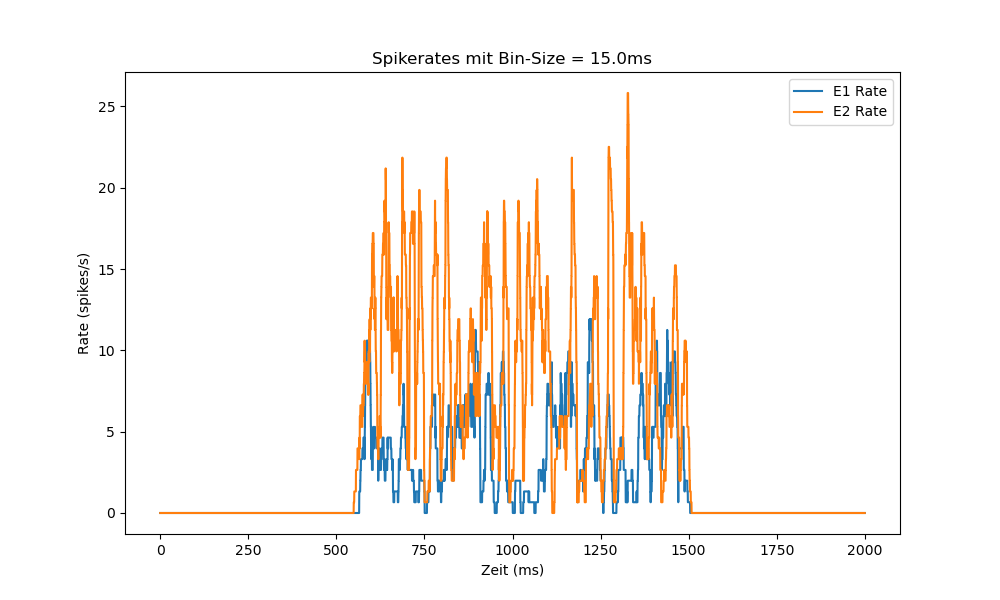 Spikerates mit Bin-Size = 15.0ms
E1 Rate
E2 Rate
25
20
15
10
5
0
Rate (spikes/s)
0 250 500 750 1000 1250 1500 1750 2000
Zeit (ms)